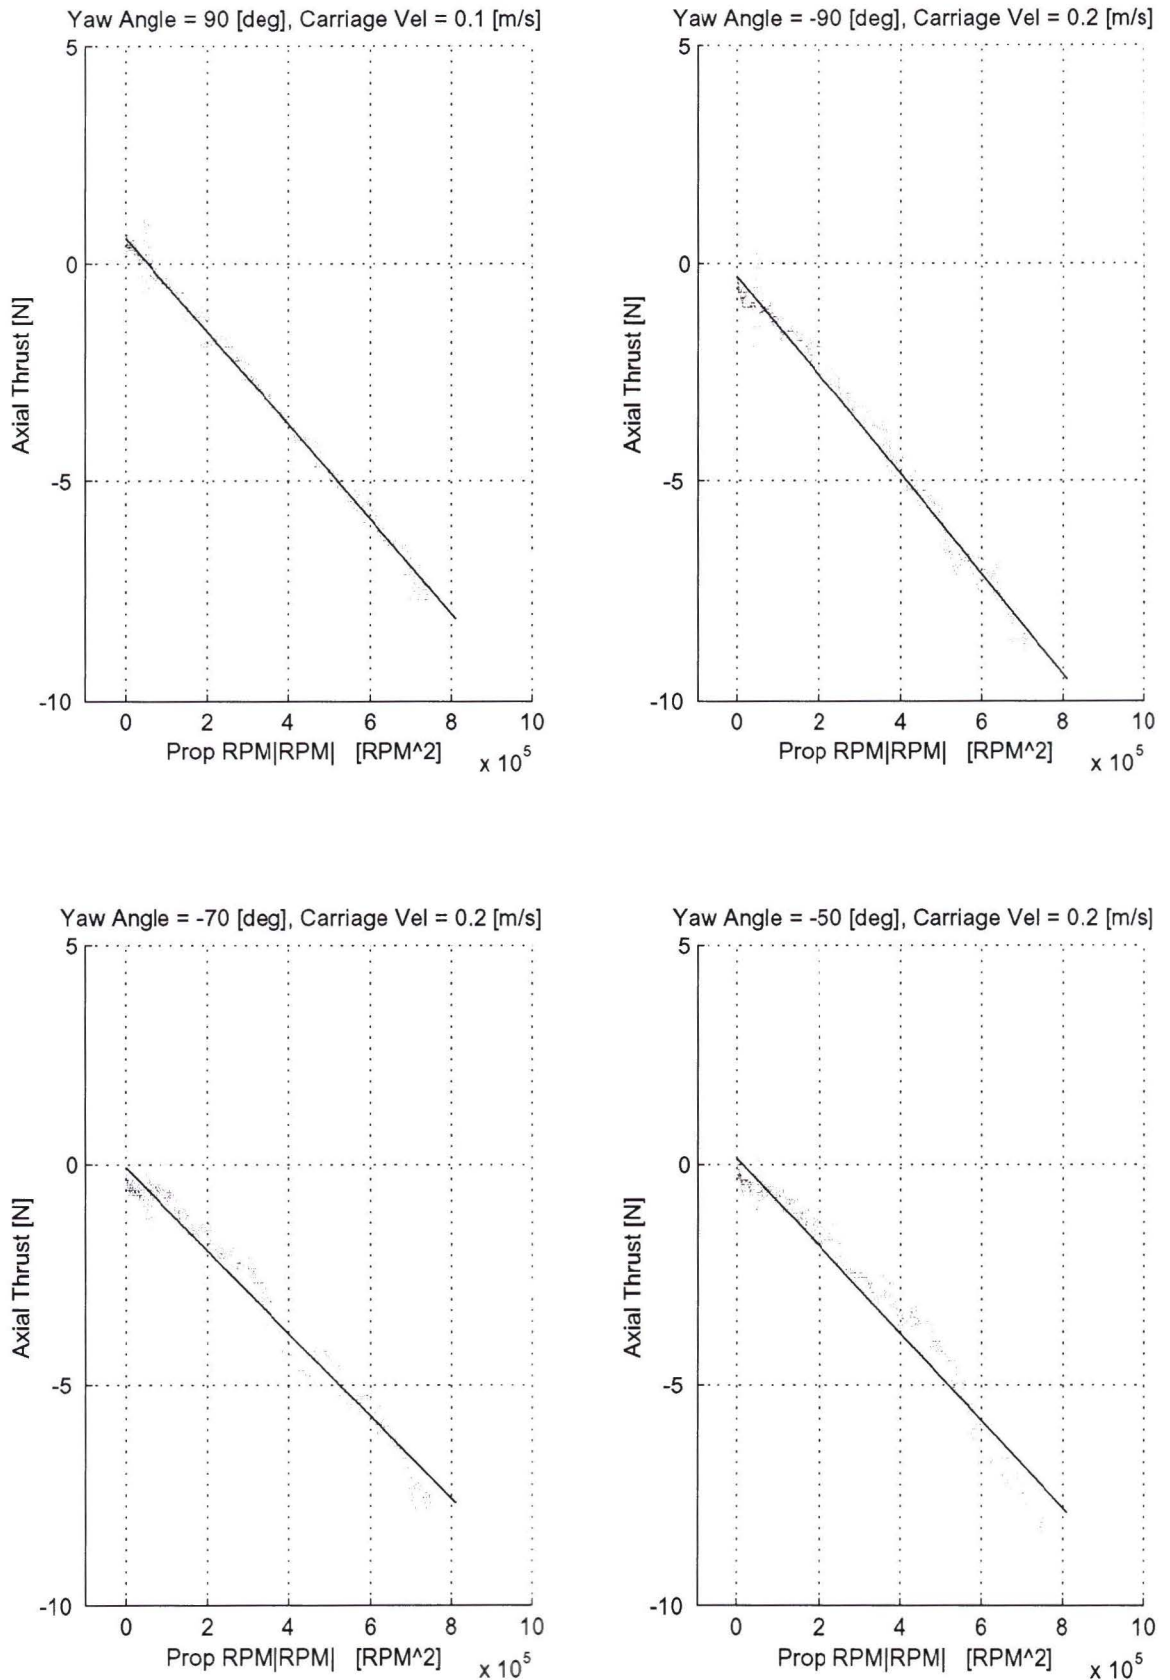 Yaw Angle = 90 [deg], Carriage Vel = 0.1 [m/s]
5
0
-5
-10
Axial Thrust [N]
0 2 4 6 8 10
Prop RPM|RPM| [RPM^2]
x 10^5
Yaw Angle = -90 [deg], Carriage Vel = 0.2 [m/s]
5
0
-5
-10
Axial Thrust [N]
0 2 4 6 8 10
Prop RPM|RPM| [RPM^2]
x 10^5
Yaw Angle = -70 [deg], Carriage Vel = 0.2 [m/s]
5
0
-5
-10
Axial Thrust [N]
0 2 4 6 8 10
Prop RPM|RPM| [RPM^2]
x 10^5
Yaw Angle = -50 [deg], Carriage Vel = 0.2 [m/s]
5
0
-5
-10
Axial Thrust [N]
0 2 4 6 8 10
Prop RPM|RPM| [RPM^2]
x 10^5